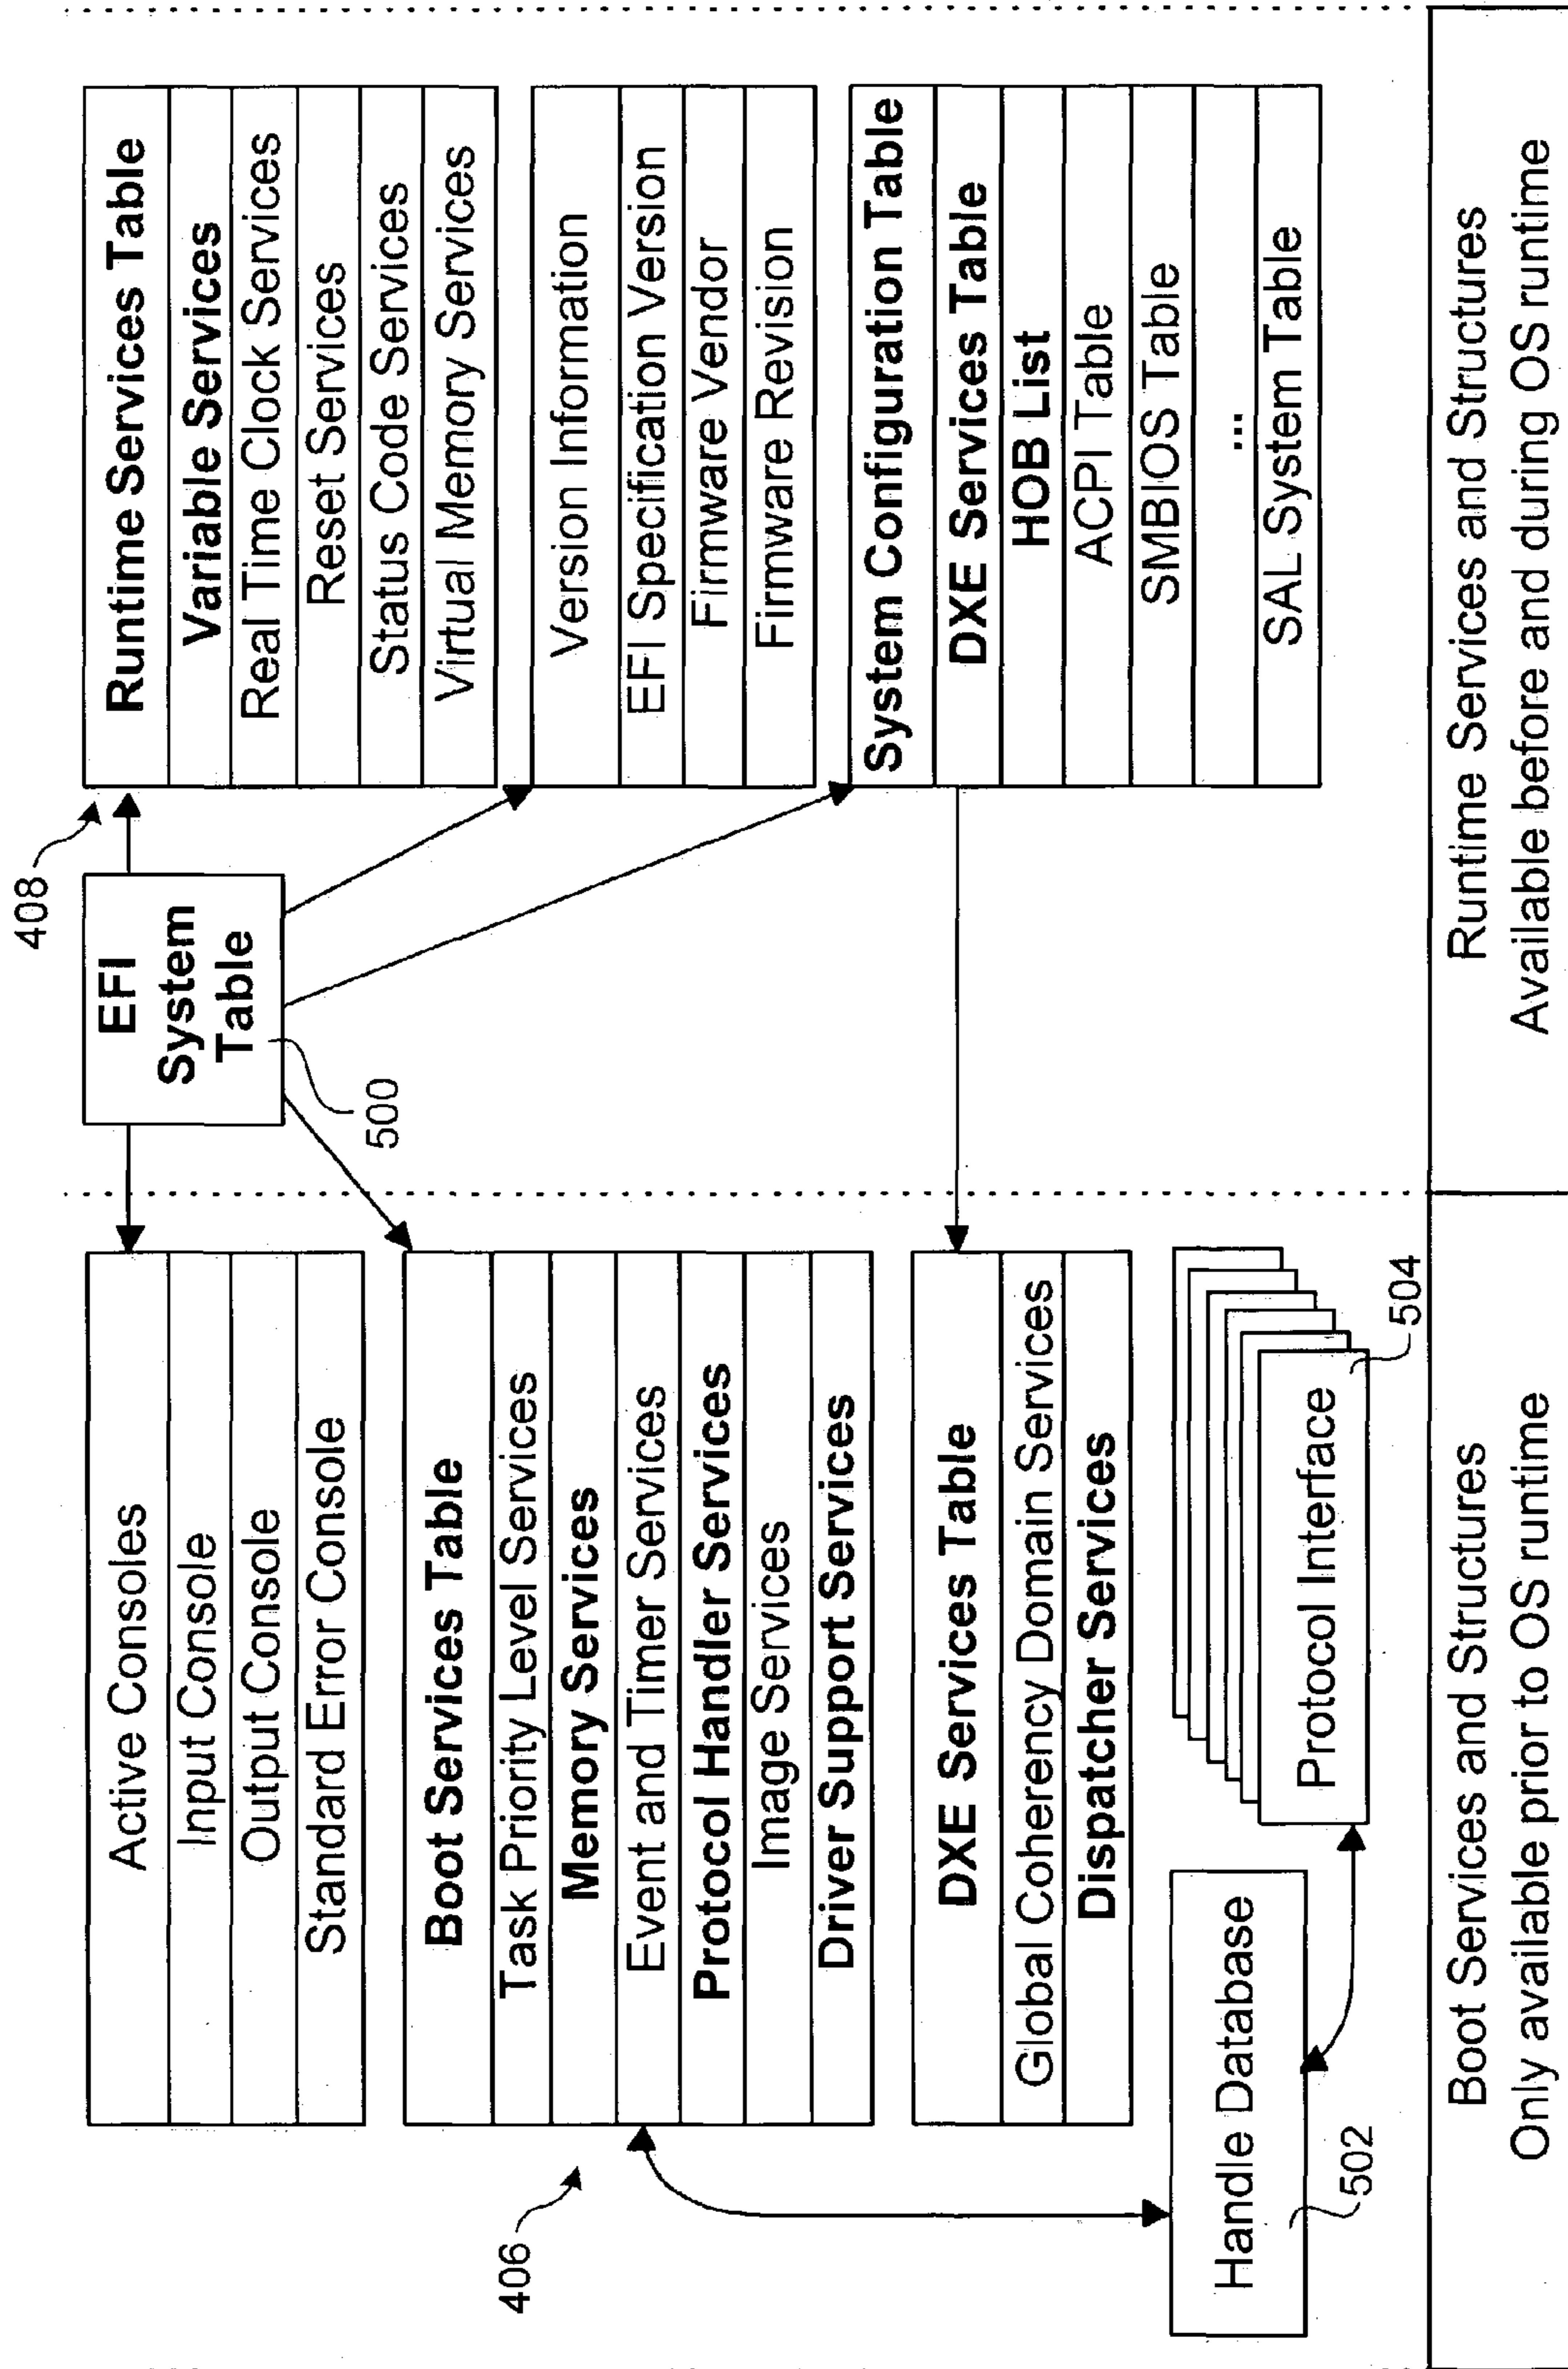 Active Consoles
Input Console
Output Console
Standard Error Console
406
Boot Services Table
Task Priority Level Services
Memory Services
Event and Timer Services
Protocol Handler Services
Image Services
Driver Support Services
DXE Services Table
Global Coherency Domain Services
Dispatcher Services
Handle Database
502
Protocol Interface
504
EFI
System
Table
500
408
Runtime Services Table
Variable Services
Real Time Clock Services
Reset Services
Status Code Services
Virtual Memory Services
Version Information
EFI Specification Version
Firmware Vendor
Firmware Revision
System Configuration Table
DXE Services Table
HOB List
ACPI Table
SMBIOS Table
...
SAL System Table
Boot Services and Structures
Only available prior to OS runtime
Runtime Services and Structures
Available before and during OS runtime